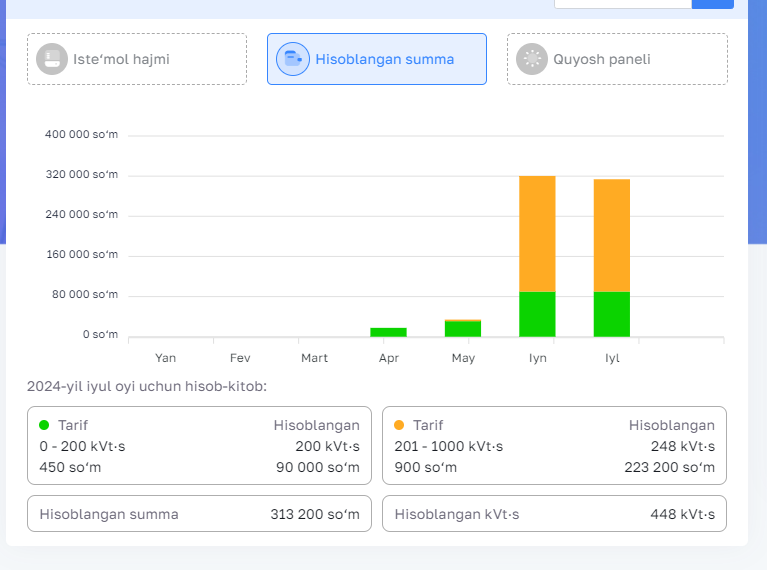 Iste‘mol hajmi
Hisoblangan summa
Quyosh paneli
400 000 so‘m
320 000 so‘m
240 000 so‘m
160 000 so‘m
80 000 so‘m
0 so‘m
Yan Fev Mart Apr May Iyn Iyl
2024-yil iyul oyi uchun hisob-kitob:
Tarif Hisoblangan
0 - 200 kVt·s 200 kVt·s
450 so‘m 90 000 so‘m
Tarif Hisoblangan
201 - 1000 kVt·s 248 kVt·s
900 so‘m 223 200 so‘m
Hisoblangan summa 313 200 so‘m
Hisoblangan kVt·s 448 kVt·s